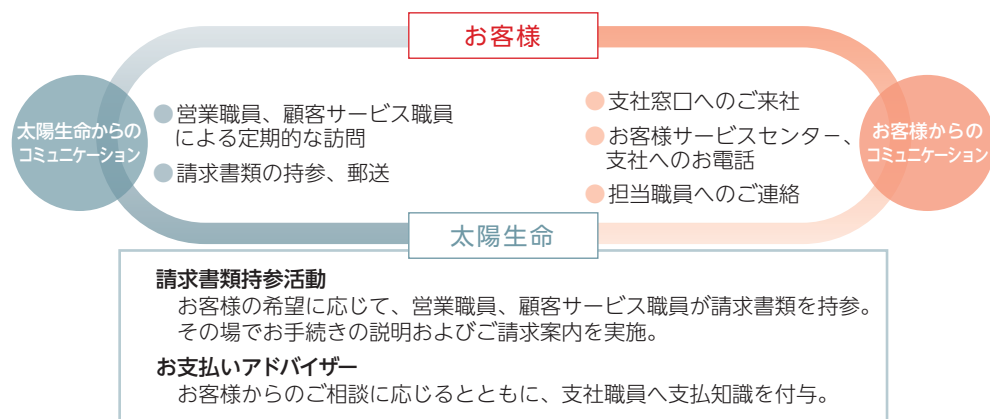 お客様
太陽生命からの
コミュニケーション
●営業職員、顧客サービス職員
による定期的な訪問
●請求書類の持参、郵送
●支社窓口へのご来社
●お客様サービスセンター、
支社へのお電話
●担当職員へのご連絡
お客様からの
コミュニケーション
太陽生命
請求書類持参活動
お客様の希望に応じて、営業職員、顧客サービス職員が請求書類を持参。
その場でお手続きの説明およびご請求案内を実施。
お支払いアドバイザー
お客様からのご相談に応じるとともに、支社職員へ支払知識を付与。